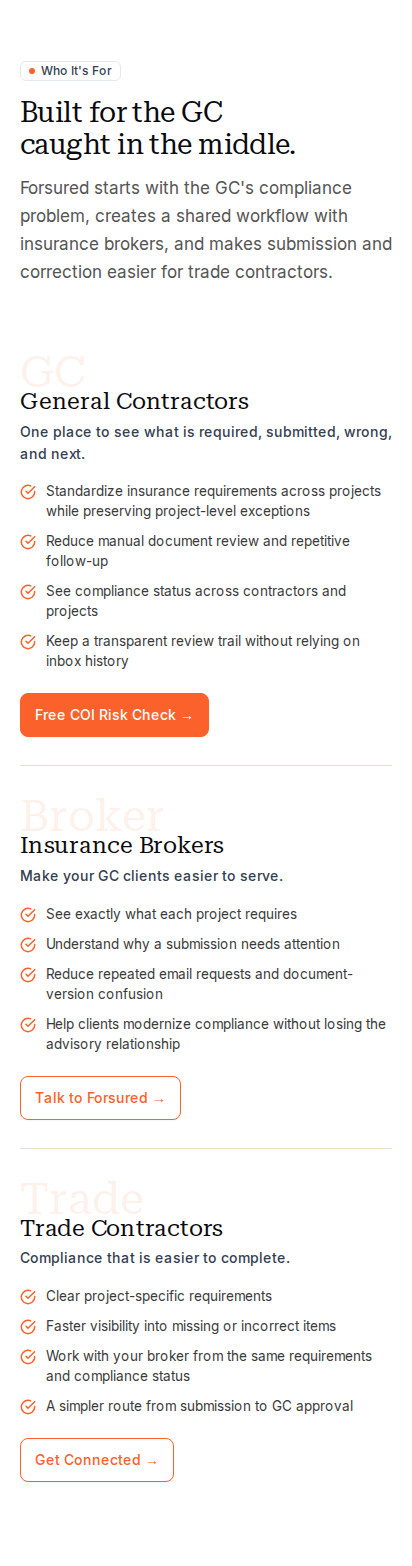 Who It's For
Built for the GC
caught in the middle.
Forsured starts with the GC's compliance
problem, creates a shared workflow with
insurance brokers, and makes submission and
correction easier for trade contractors.
GC
General Contractors
One place to see what is required, submitted, wrong,
and next.
Standardize insurance requirements across projects
while preserving project-level exceptions
Reduce manual document review and repetitive
follow-up
See compliance status across contractors and
projects
Keep a transparent review trail without relying on
inbox history
Free COI Risk Check →
Broker
Insurance Brokers
Make your GC clients easier to serve.
See exactly what each project requires
Understand why a submission needs attention
Reduce repeated email requests and document-
version confusion
Help clients modernize compliance without losing the
advisory relationship
Talk to Forsured →
Trade
Trade Contractors
Compliance that is easier to complete.
Clear project-specific requirements
Faster visibility into missing or incorrect items
Work with your broker from the same requirements
and compliance status
A simpler route from submission to GC approval
Get Connected →